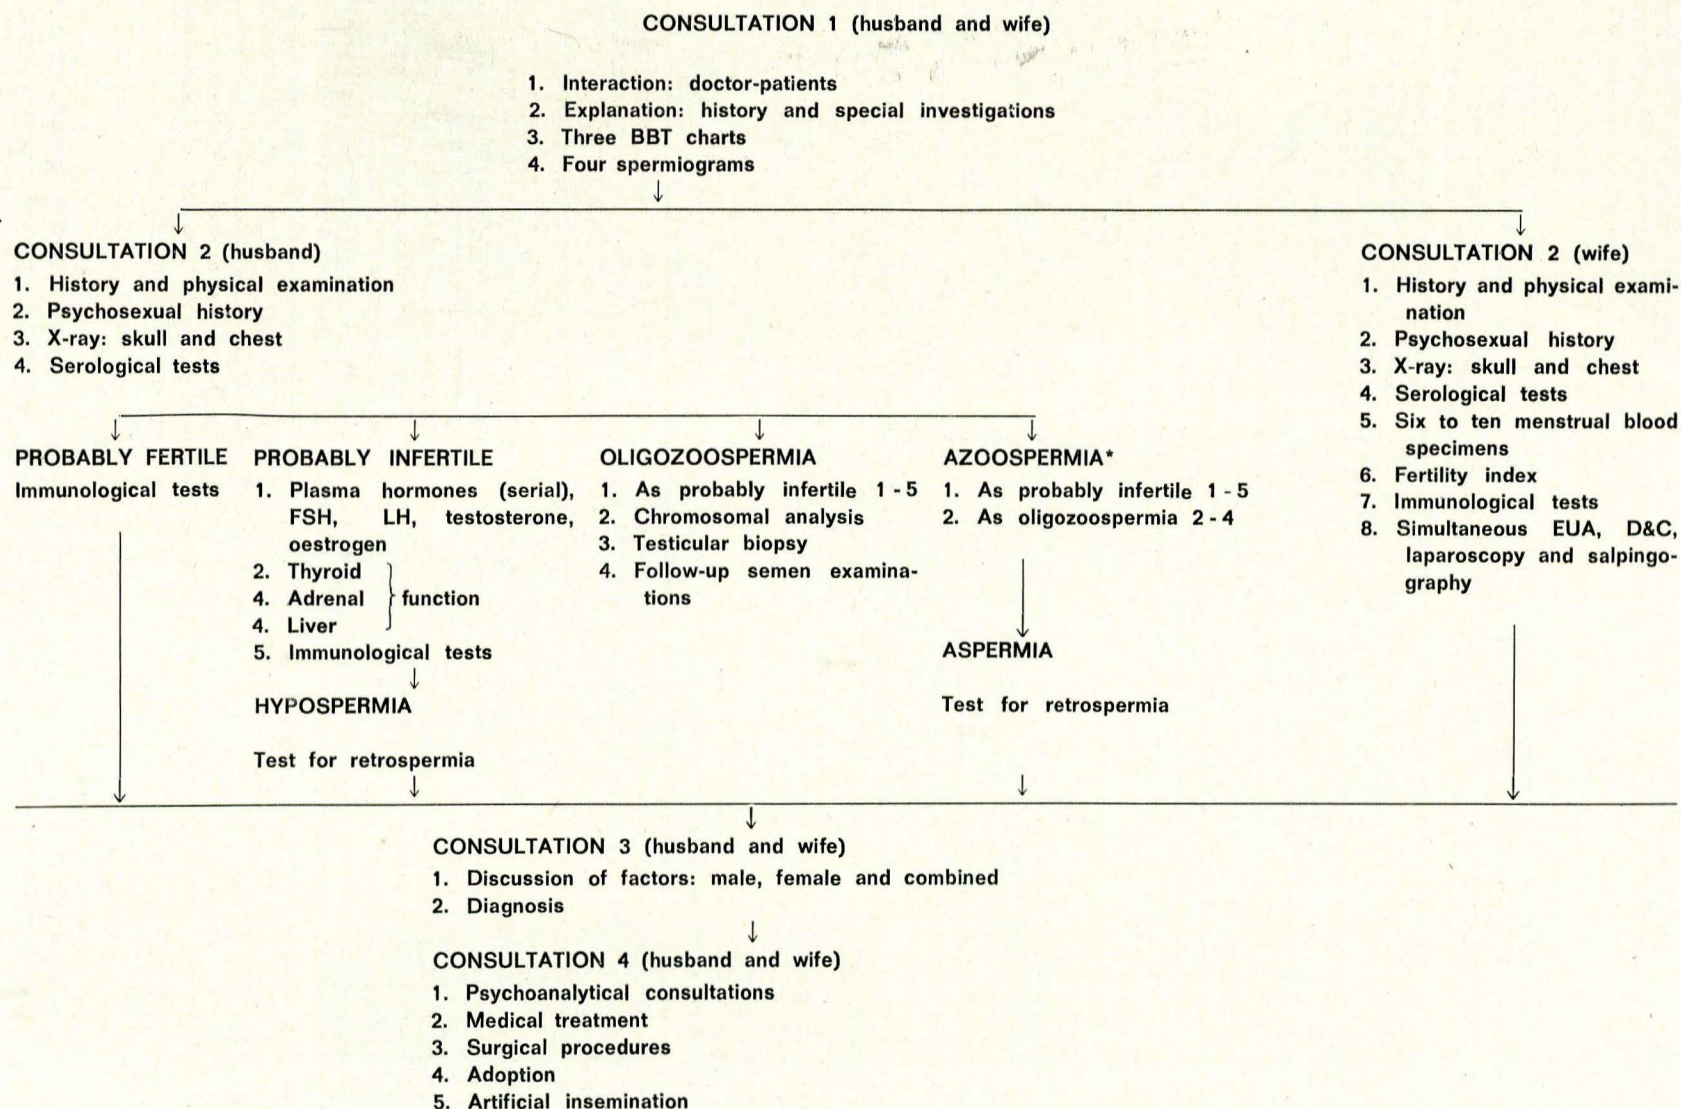 CONSULTATION 1 (husband and wife)
1. Interaction: doctor-patients
2. Explanation: history and special investigations
3. Three BBT charts
4. Four spermiograms
CONSULTATION 2 (husband)
1. History and physical examination
2. Psychosexual history
3. X-ray: skull and chest
4. Serological tests
CONSULTATION 2 (wife)
1. History and physical exami-
nation
2. Psychosexual history
3. X-ray: skull and chest
4. Serological tests
5. Six to ten menstrual blood
specimens
6. Fertility index
7. Immunological tests
8. Simultaneous EUA, D&C,
laparoscopy and salpingo-
graphy
PROBABLY FERTILE
Immunological tests
PROBABLY INFERTILE
1. Plasma hormones (serial),
FSH, LH, testosterone,
oestrogen
2. Thyroid
4. Adrenal function
4. Liver
5. Immunological tests
HYPOSPERMIA
Test for retrospermia
OLIGOZOOSPERMIA
1. As probably infertile 1 - 5
2. Chromosomal analysis
3. Testicular biopsy
4. Follow-up semen examina-
tions
AZOOSPERMIA*
1. As probably infertile 1 - 5
2. As oligozoospermia 2 - 4
ASPERMIA
Test for retrospermia
CONSULTATION 3 (husband and wife)
1. Discussion of factors: male, female and combined
2. Diagnosis
CONSULTATION 4 (husband and wife)
1. Psychoanalytical consultations
2. Medical treatment
3. Surgical procedures
4. Adoption
5. Artificial insemination